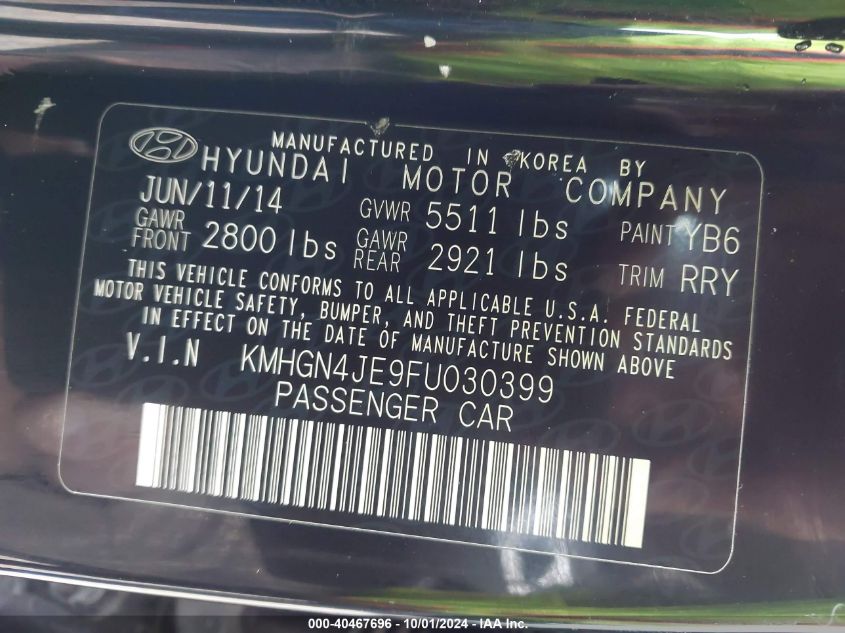 MANUFACTURED IN KOREA BY
HYUNDAI MOTOR COMPANY
JUN/11/14 GVWR 5511 lbs PAINT YB6
GAWR FRONT 2800 lbs GAWR REAR 2921 lbs TRIM RRY
THIS VEHICLE CONFORMS TO ALL APPLICABLE U.S.A. FEDERAL
MOTOR VEHICLE SAFETY, BUMPER, AND THEFT PREVENTION STANDARDS
IN EFFECT ON THE DATE OF MANUFACTURE SHOWN ABOVE
V.I.N KMHGN4JE9FU030399
PASSENGER CAR
000-40467696 - 10/01/2024 - IAA Inc.